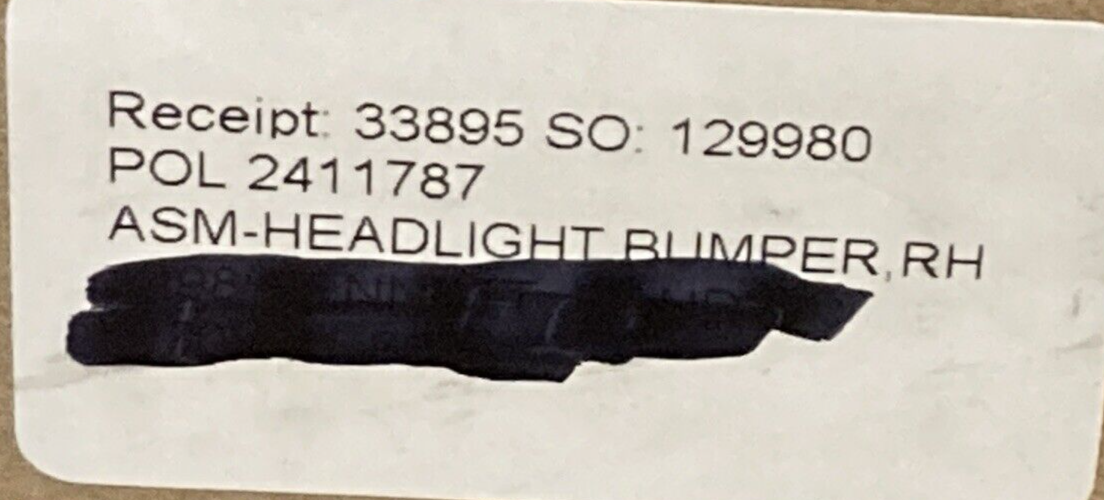 Receipt: 33895 SO: 129980
POL 2411787
ASM-HEADLIGHT BUMPER,RH